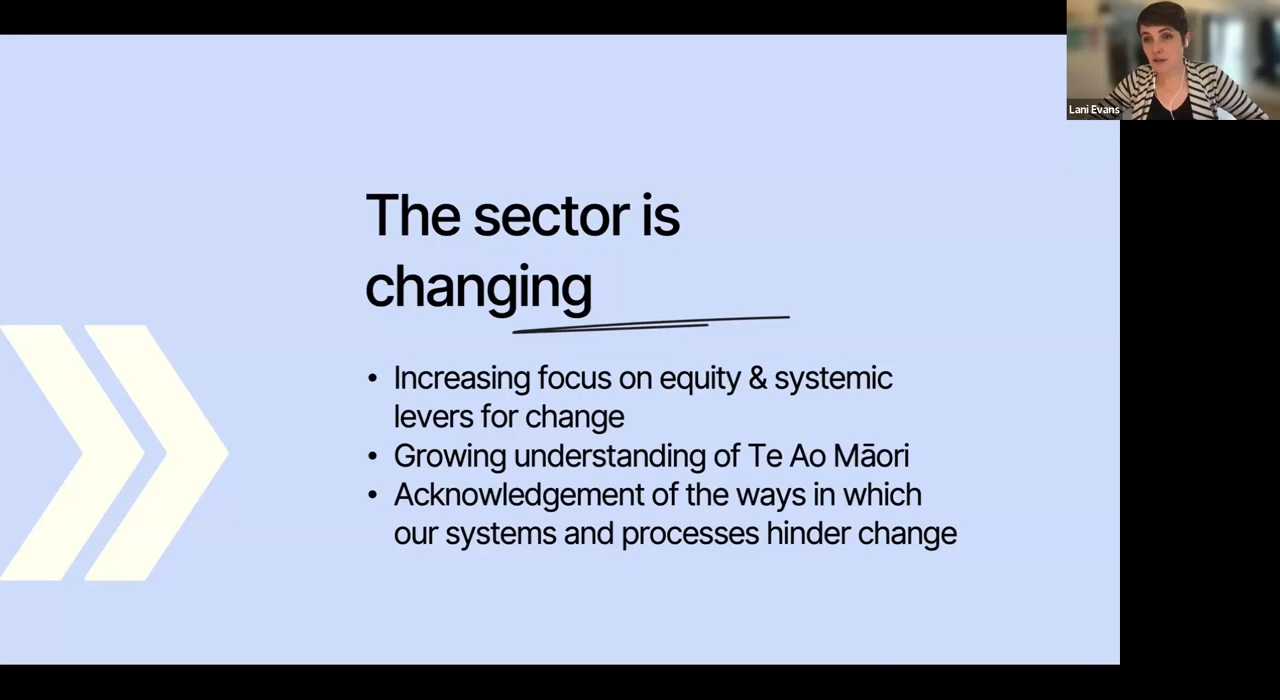 Lani Evans
The sector is
changing
• Increasing focus on equity & systemic
levers for change
• Growing understanding of Te Ao Māori
• Acknowledgement of the ways in which
our systems and processes hinder change